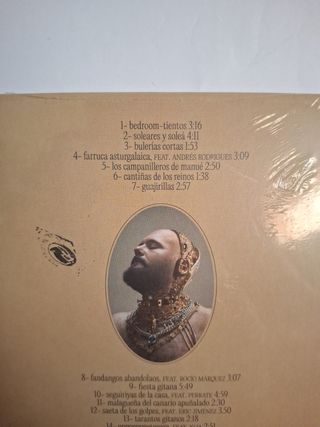 1- bedroom-tientos 3:16
2- soleares y soleá 4:11
3- bulerías cortas 1:53
4- farruca asturgalaica, FEAT. ANDRÉS RODRIGUES 3:09
5- los campanilleros de manué 2:50
6- cantiñas de los reinos 1:38
7- guajirillas 2:57
8- fandangos abandolaos, FEAT. ROCÍO MÁRQUEZ 3:07
9- fiesta gitana 5:49
10- seguiriyas de la casa, FEAT. PERRATE 4:59
11- malagueña del canario apuñalado 2:30
12- saeta de los golpes, FEAT. ERIC JIMÉNEZ 3:50
13- tarantos gitanos 2:18